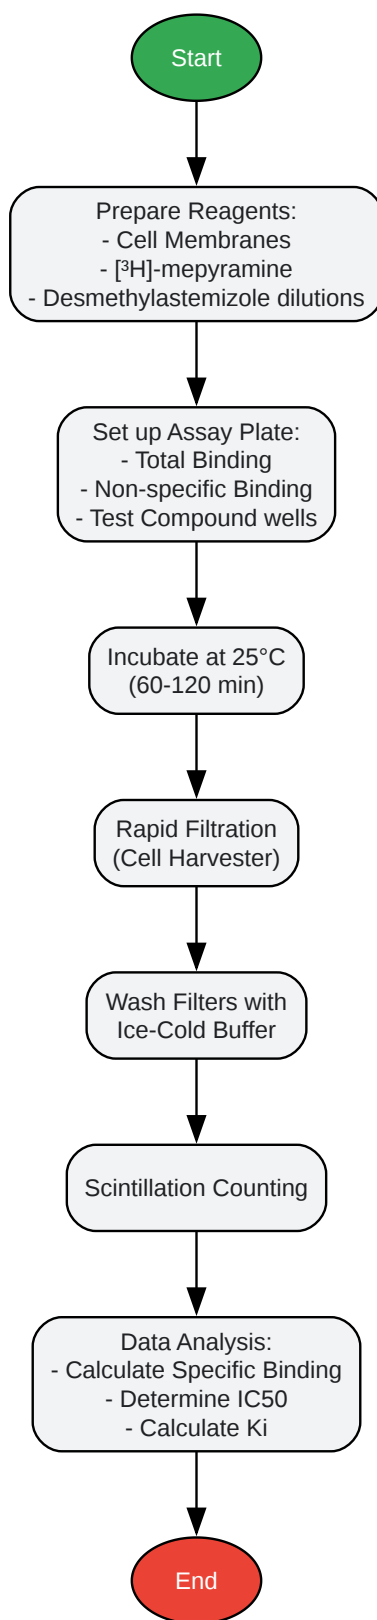 Start
Prepare Reagents:
- Cell Membranes
- [³H]-mepyramine
- Desmethylastemizole dilutions
Set up Assay Plate:
- Total Binding
- Non-specific Binding
- Test Compound wells
Incubate at 25°C
(60-120 min)
Rapid Filtration
(Cell Harvester)
Wash Filters with
Ice-Cold Buffer
Scintillation Counting
Data Analysis:
- Calculate Specific Binding
- Determine IC50
- Calculate Ki
End